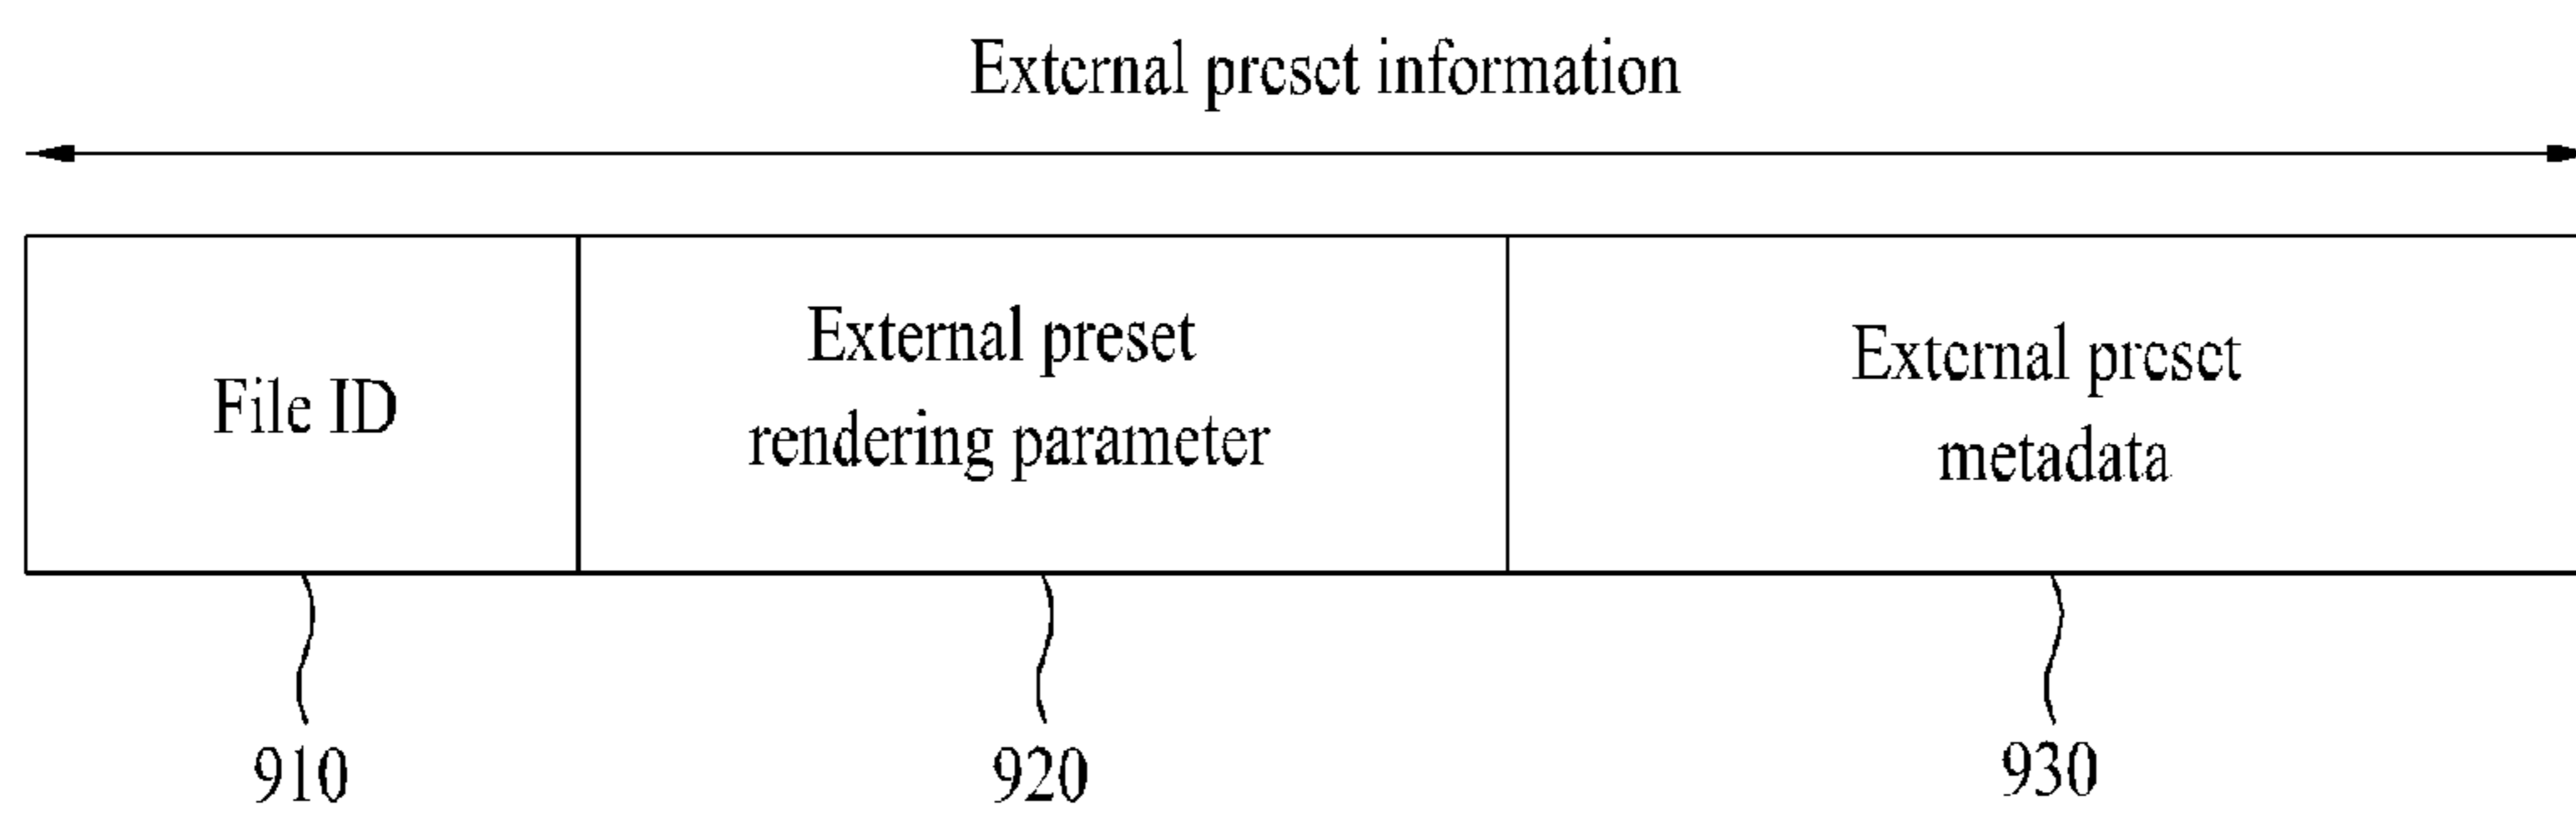 External preset information
File ID
External preset
rendering parameter
External preset
metadata
910
920
930